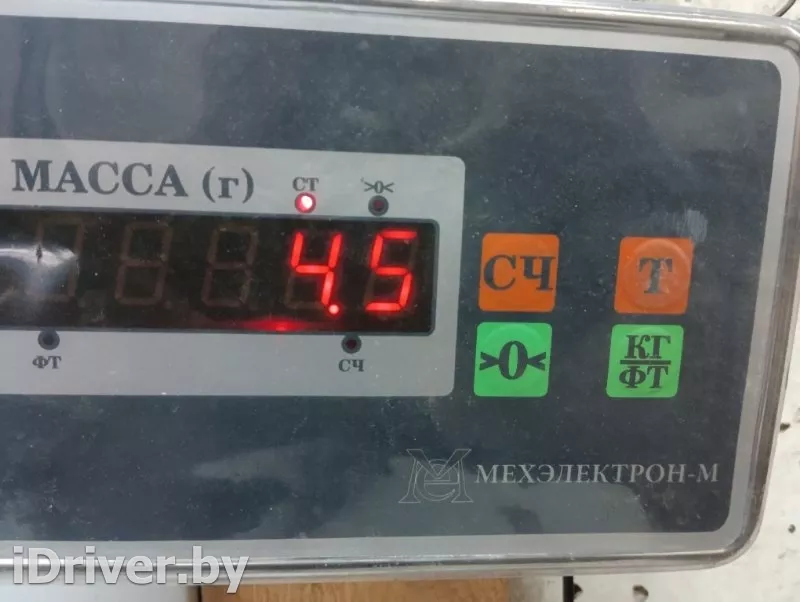 МАССА (г)
СТ
>0<
4.5
ФТ
СЧ
СЧ
Т
>0<
КГ
ФТ
МЕХЭЛЕКТРОН-М
iDriver.by